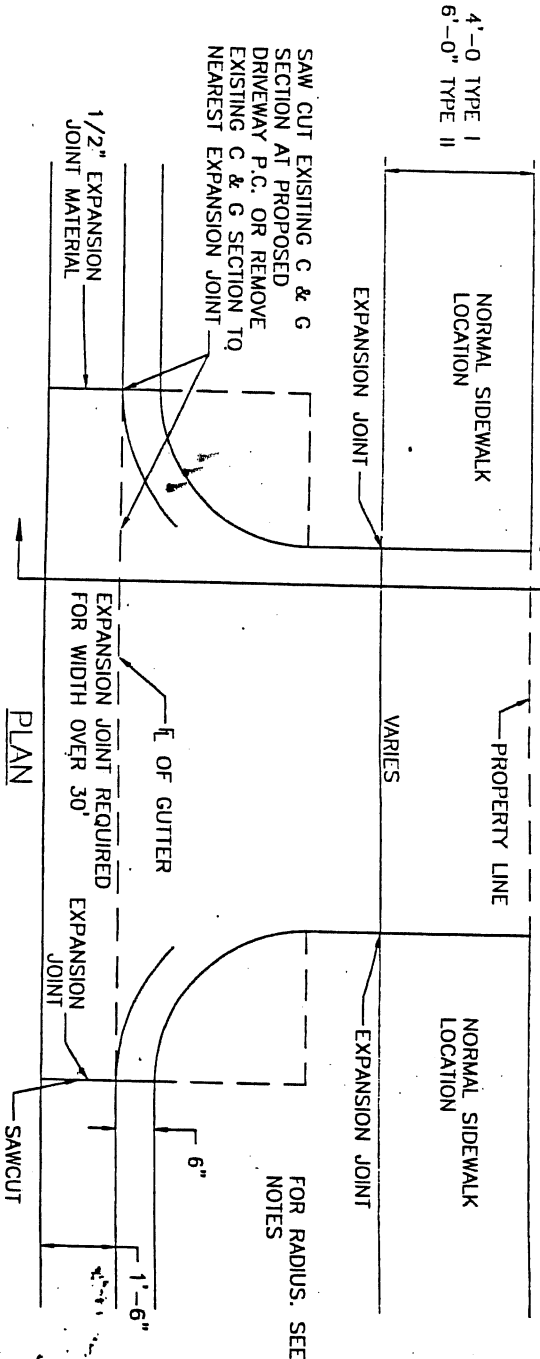 4'-0 TYPE I
6'-0" TYPE II
NORMAL SIDEWALK
LOCATION
PROPERTY LINE
NORMAL SIDEWALK
LOCATION
EXPANSION JOINT
VARIES
EXPANSION JOINT
SAW CUT EXISITING C & G
SECTION AT PROPOSED
DRIVEWAY P.C. OR REMOVE
EXISTING C & G SECTION TO
NEAREST EXPANSION JOINT
FOR RADIUS. SEE
NOTES
1/2" EXPANSION
JOINT MATERIAL
FL OF GUTTER
EXPANSION JOINT REQUIRED
FOR WIDTH OVER 30'
EXPANSION
JOINT
6"
1'-6"
SAWCUT
PLAN